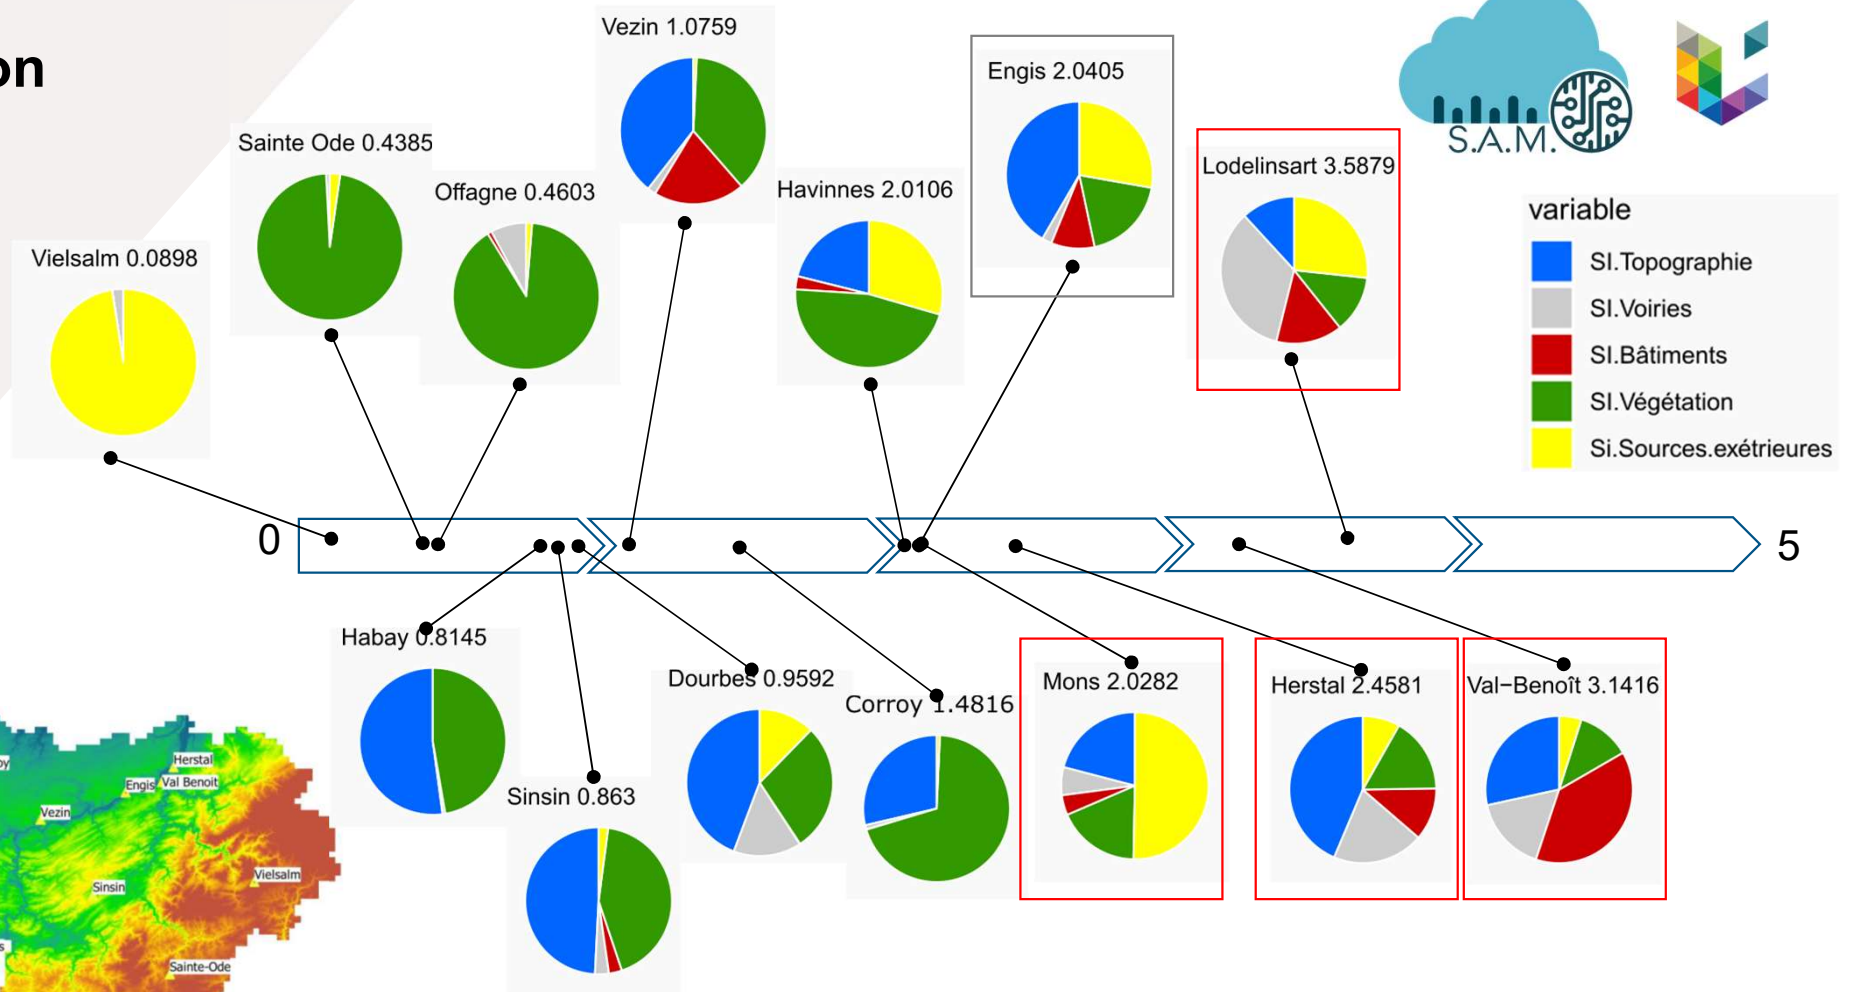 on
Vezin 1.0759
Engis 2.0405
S.A.M.
Sainte Ode 0.4385
Offagne 0.4603
Havinnes 2.0106
Lodelinsart 3.5879
Vielsalm 0.0898
variable
SI.Topographie
SI.Voiries
SI.Bâtiments
SI.Végétation
Si.Sources.exétrieures
0
5
Habay 0.8145
Dourbes 0.9592
Corroy 1.4816
Mons 2.0282
Herstal 2.4581
Val−Benoît 3.1416
Sinsin 0.863
Herstal
Engis
Val Benoit
Vezin
Vielsalm
Sinsin
Sainte-Ode